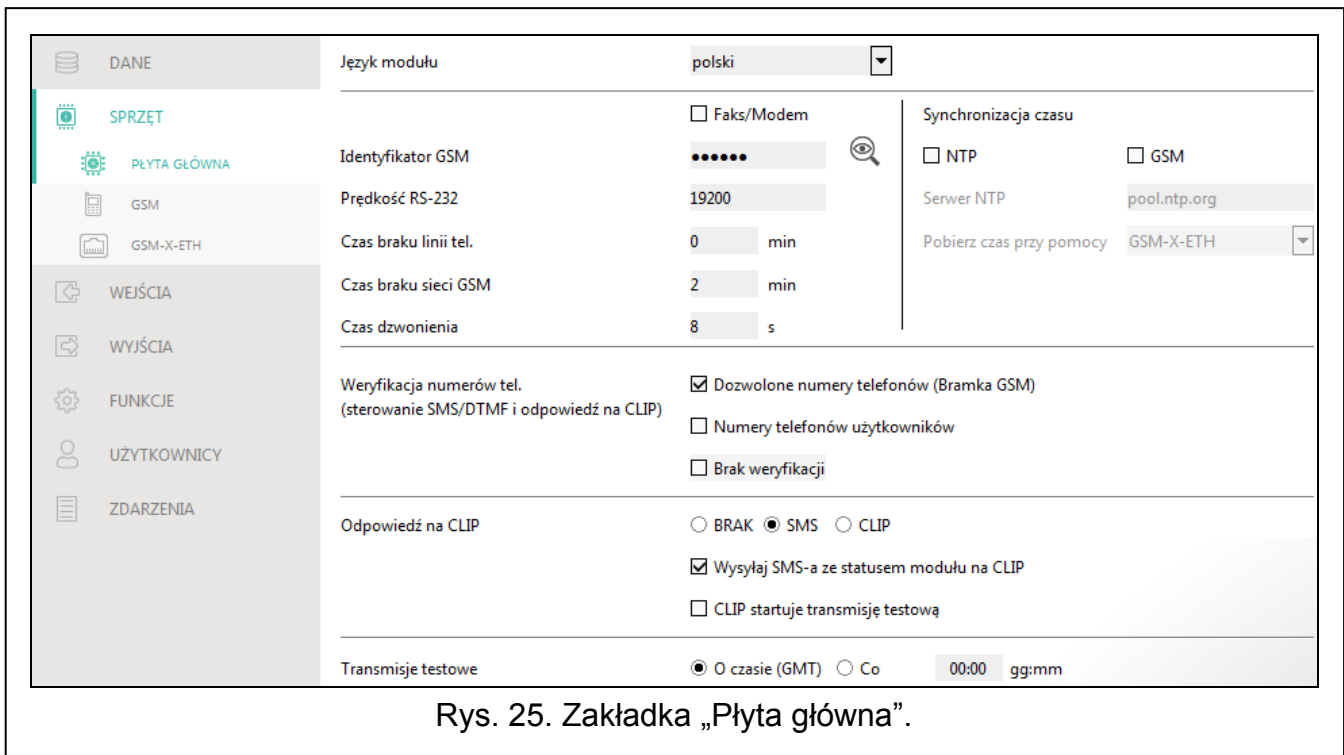 DANE
SPRZĘT
PŁYTA GŁÓWNA
GSM
GSM-X-ETH
WEJŚCIA
WYJŚCIA
FUNKCJE
UŻYTKOWNICY
ZDARZENIA
Język modułu polski
Faks/Modem
Identyfikator GSM ••••••
Prędkość RS-232 19200
Czas braku linii tel. 0 min
Czas braku sieci GSM 2 min
Czas dzwonienia 8 s
Synchronizacja czasu
NTP GSM
Serwer NTP pool.ntp.org
Pobierz czas przy pomocy GSM-X-ETH
Weryfikacja numerów tel.
(sterowanie SMS/DTMF i odpowiedź na CLIP)
Dozwolone numery telefonów (Bramka GSM)
Numery telefonów użytkowników
Brak weryfikacji
Odpowiedź na CLIP BRAK SMS CLIP
Wysyłaj SMS-a ze statusem modułu na CLIP
CLIP startuje transmisję testową
Transmisje testowe O czasie (GMT) Co 00:00 gg:mm
Rys. 25. Zakładka „Płyta główna”.